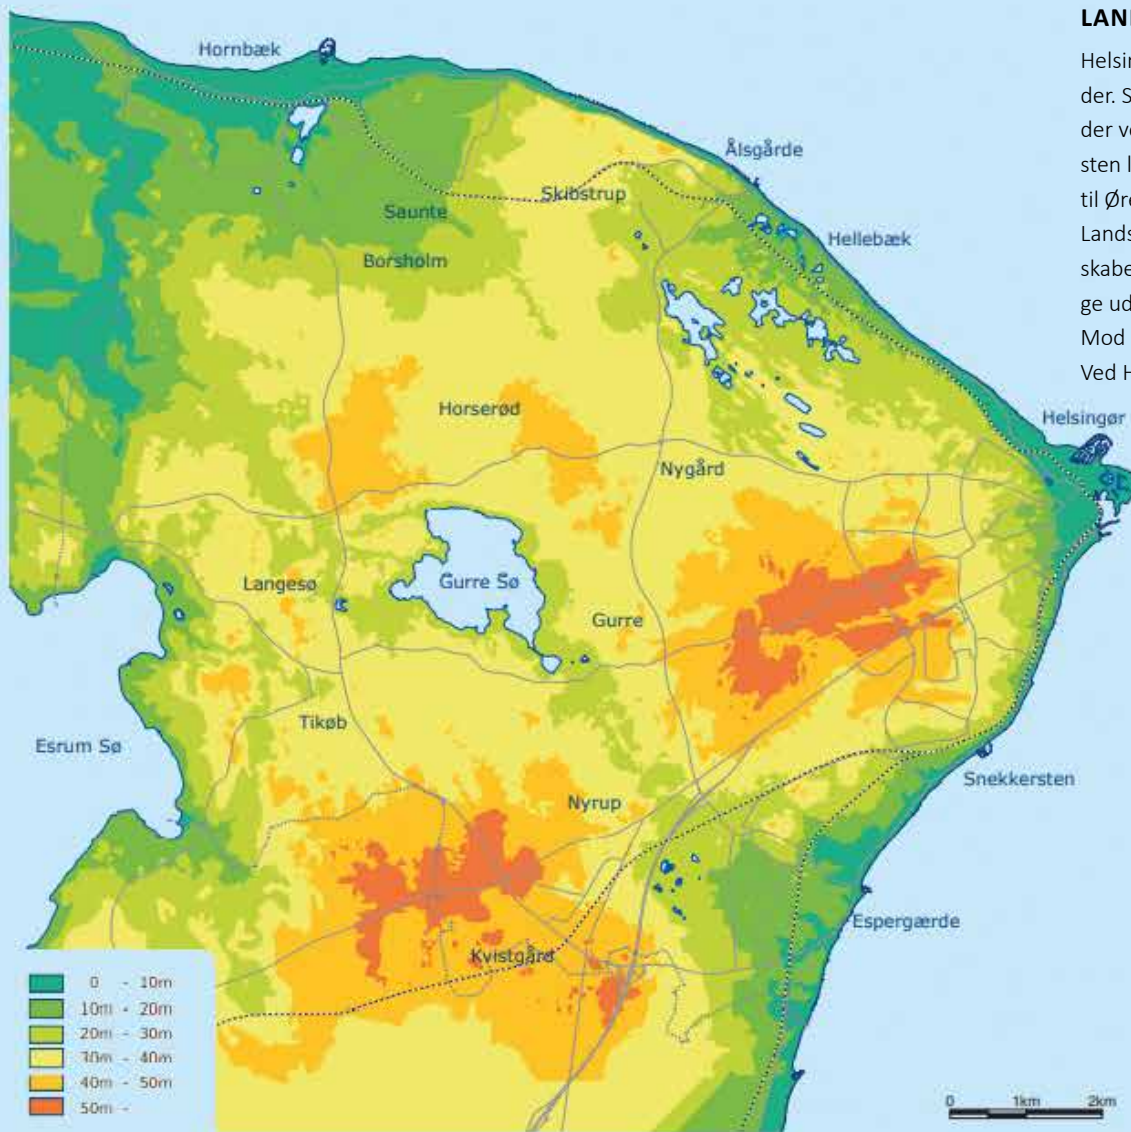 LAN
Helsin
der. S
der v
sten l
til Øre
Lands
skabe
ge ud
Mod
Ved H
Hornbæk
Ålsgårde
Skibstrup
Saunte
Hellebæk
Borsholm
Horserød
Helsingør
Nygård
Langesø
Gurre Sø
Gurre
Tikøb
Esrum Sø
Snekkersten
Nyrup
Espergærde
Kvistgård
0 - 10m
10m - 20m
20m - 30m
30m - 40m
40m - 50m
50m -
0 1km 2km